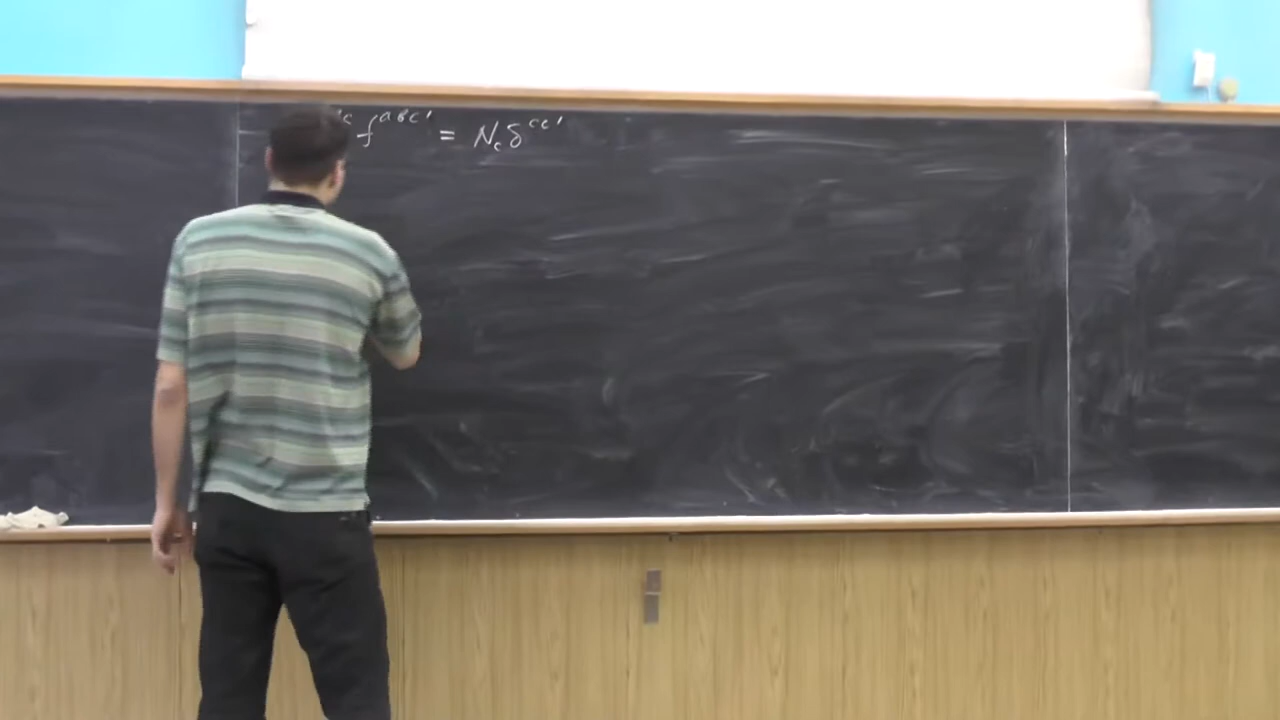 f^{abc'} = N_c δ^{cc'}